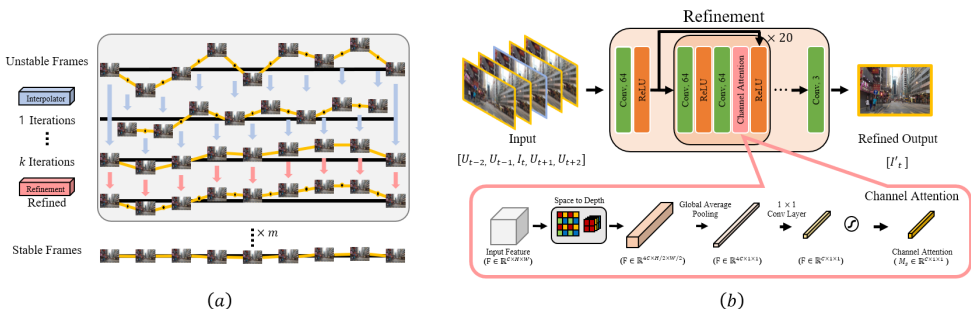 Unstable Frames
Interpolator
1 Iterations
k Iterations
Refinement
Refined
× m
Stable Frames
(a)
Refinement
× 20
Conv, 64
ReLU
Conv, 64
ReLU
Conv, 64
Channel Attention
ReLU
Conv, 3
Input
[U_{t-2}, U_{t-1}, I_t, U_{t+1}, U_{t+2}]
Refined Output
[I'_t]
Channel Attention
Space to Depth
Global Average
Pooling
1 × 1
Conv Layer
Input Feature
(F ∈ ℝ^{C×H×W})
(F ∈ ℝ^{4C×H/2×W/2})
(F ∈ ℝ^{4C×1×1})
(F ∈ ℝ^{C×1×1})
Channel Attention
(M_c ∈ ℝ^{C×1×1})
(b)